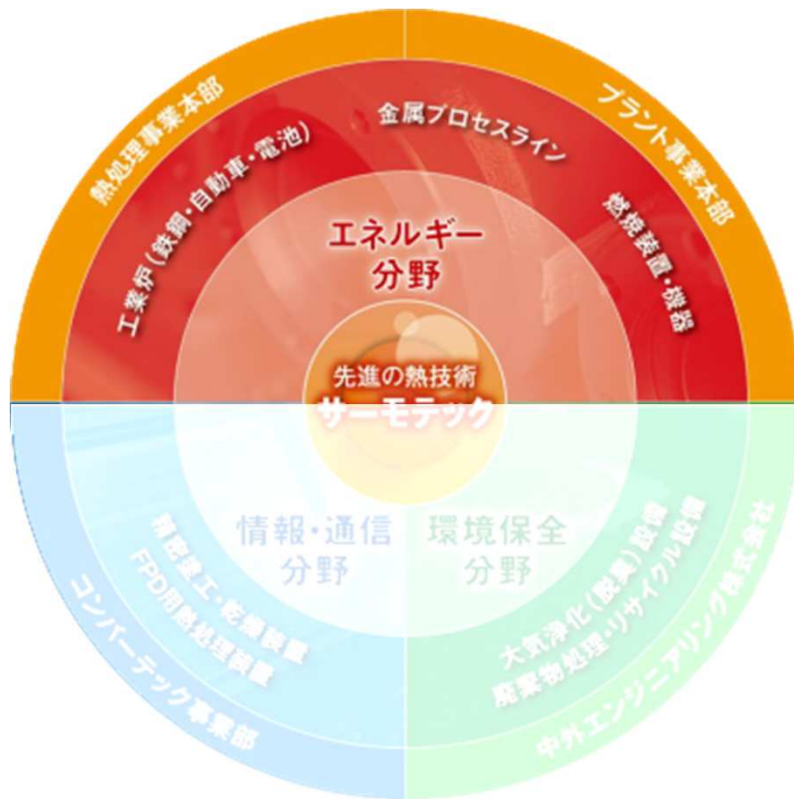 熱処理事業本部
プラント事業本部
工業炉(鉄鋼・自動車・電池)
金属プロセスライン
燃焼装置・機器
エネルギー
分野
先進の熱技術
サーモテック
情報・通信
分野
環境保全
分野
精密塗工・乾燥装置
FPD用熱処理装置
大気浄化(脱臭)設備
廃棄物処理・リサイクル設備
コンバーテック事業部
中外エンジニアリング株式会社